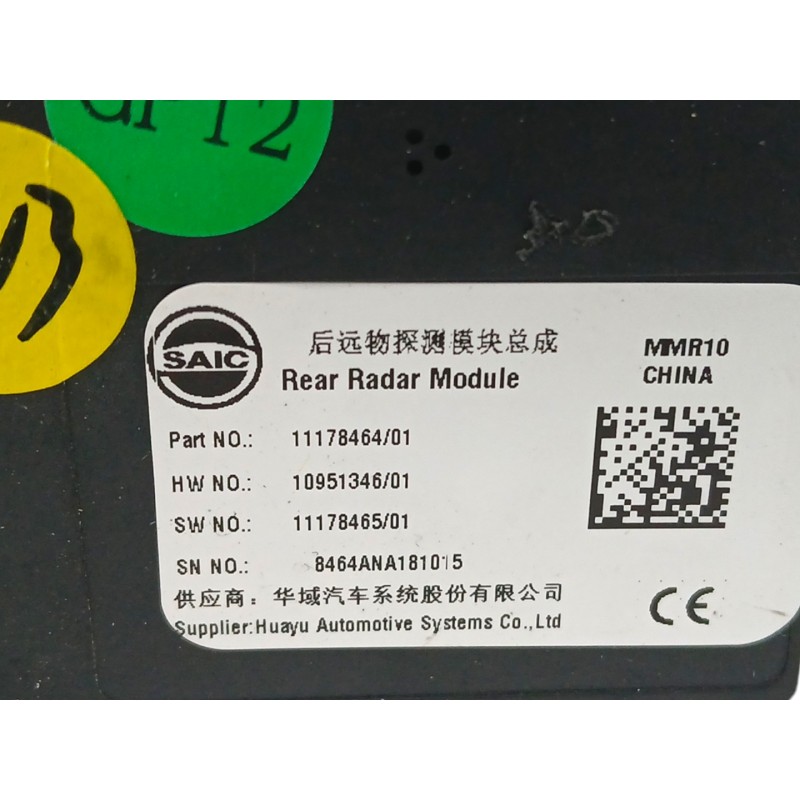 GP12
13
SAIC
后远物探测模块总成
Rear Radar Module
MMR10
CHINA
Part NO.: 11178464/01
HW NO.: 10951346/01
SW NO.: 11178465/01
SN NO.: 8464ANA181015
供应商：华域汽车系统股份有限公司
Supplier:Huayu Automotive Systems Co.,Ltd
CE